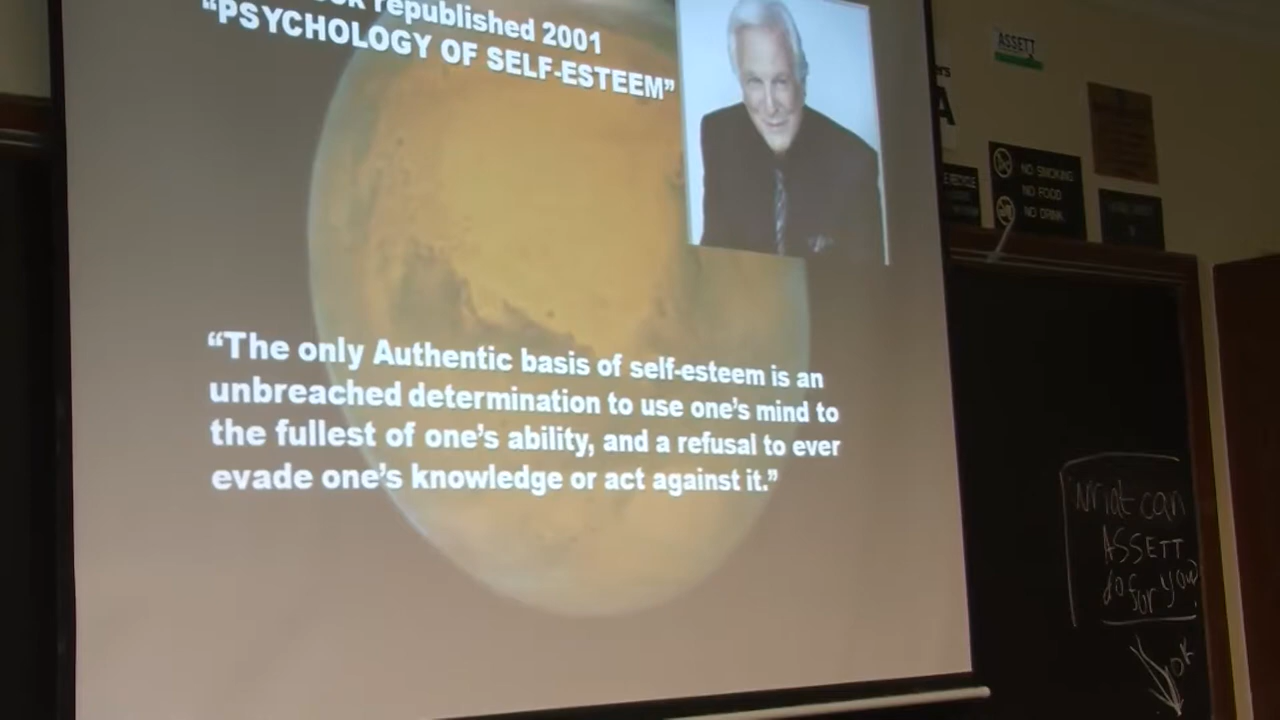 republished 2001
“PSYCHOLOGY OF SELF-ESTEEM”
“The only Authentic basis of self-esteem is an
unbreached determination to use one’s mind to
the fullest of one’s ability, and a refusal to ever
evade one’s knowledge or act against it.”
ASSETT
A
NO SMOKING
NO FOOD
NO DRINK
What can
ASSETT
do for you?